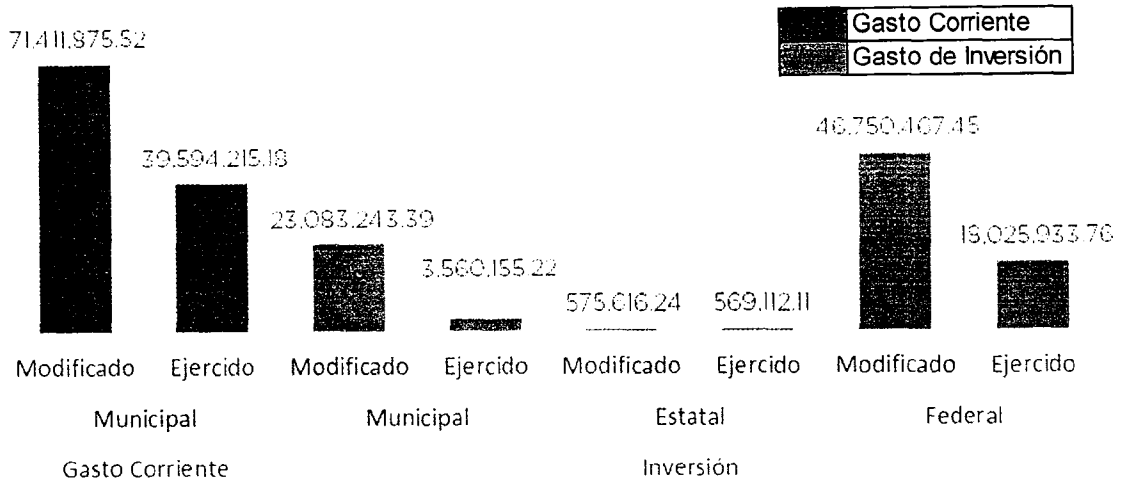 Gasto Corriente
Gasto de Inversión
71.411.875.52
39.594.215.18
23.083.243.39
3.560.155.22
575.616.24
569.112.11
46.750.467.45
18.025.933.76
Modificado Ejercido Modificado Ejercido Modificado Ejercido Modificado Ejercido
Municipal Municipal Estatal Federal
Gasto Corriente Inversión